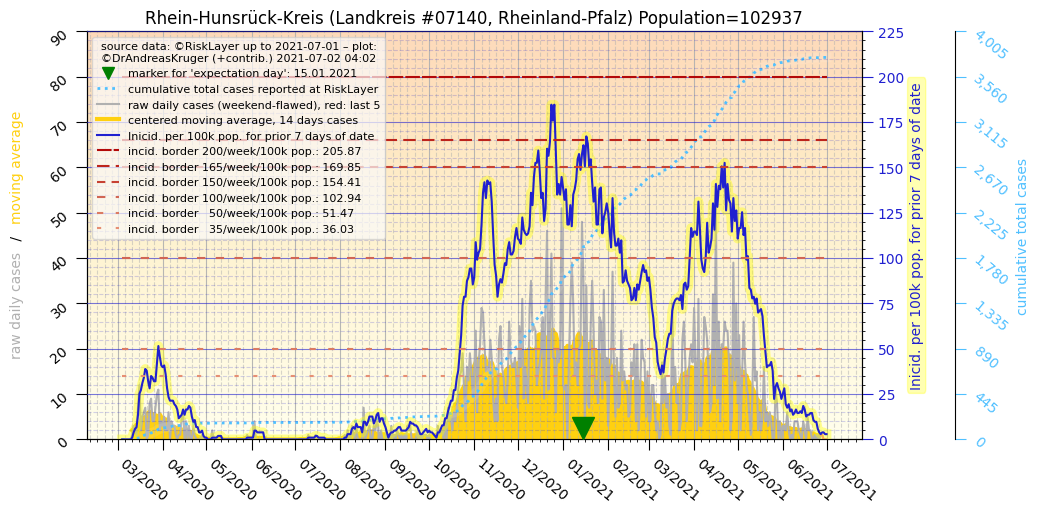 Rhein-Hunsrück-Kreis (Landkreis #07140, Rheinland-Pfalz) Population=102937
source data: ©RiskLayer up to 2021-07-01 – plot:
©DrAndreasKruger (+contrib.) 2021-07-02 04:02
marker for 'expectation day': 15.01.2021
cumulative total cases reported at RiskLayer
raw daily cases (weekend-flawed), red: last 5
centered moving average, 14 days cases
Inicid. per 100k pop. for prior 7 days of date
incid. border 200/week/100k pop.: 205.87
incid. border 165/week/100k pop.: 169.85
incid. border 150/week/100k pop.: 154.41
incid. border 100/week/100k pop.: 102.94
incid. border   50/week/100k pop.: 51.47
incid. border   35/week/100k pop.: 36.03
raw daily cases   /   moving average
90
80
70
60
50
40
30
20
10
0
03/2020
04/2020
05/2020
06/2020
07/2020
08/2020
09/2020
10/2020
11/2020
12/2020
01/2021
02/2021
03/2021
04/2021
05/2021
06/2021
07/2021
225
200
175
150
125
100
75
50
25
0
Inicid. per 100k pop. for prior 7 days of date
4,005
3,560
3,115
2,670
2,225
1,780
1,335
890
445
0
cumulative total cases